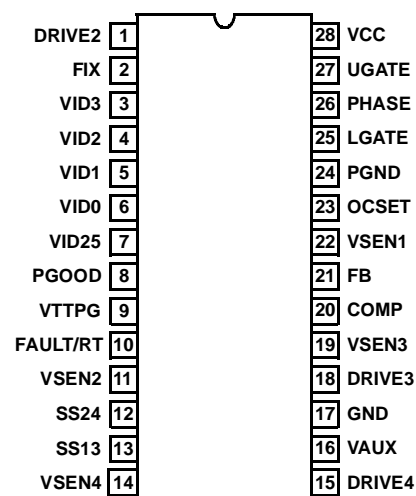 DRIVE2 1 28 VCC
FIX 2 27 UGATE
VID3 3 26 PHASE
VID2 4 25 LGATE
VID1 5 24 PGND
VID0 6 23 OCSET
VID25 7 22 VSEN1
PGOOD 8 21 FB
VTTPG 9 20 COMP
FAULT/RT 10 19 VSEN3
VSEN2 11 18 DRIVE3
SS24 12 17 GND
SS13 13 16 VAUX
VSEN4 14 15 DRIVE4